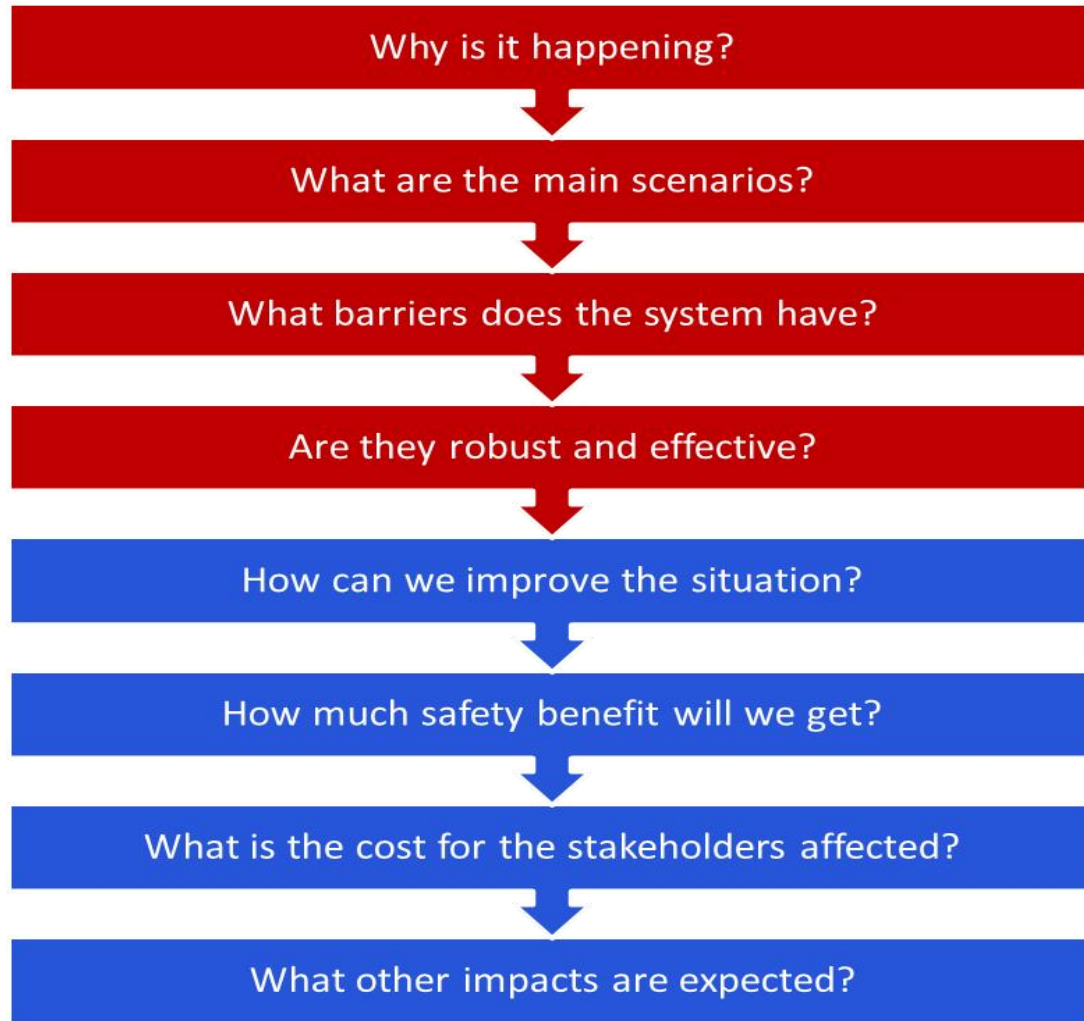 Why is it happening?
What are the main scenarios?
What barriers does the system have?
Are they robust and effective?
How can we improve the situation?
How much safety benefit will we get?
What is the cost for the stakeholders affected?
What other impacts are expected?